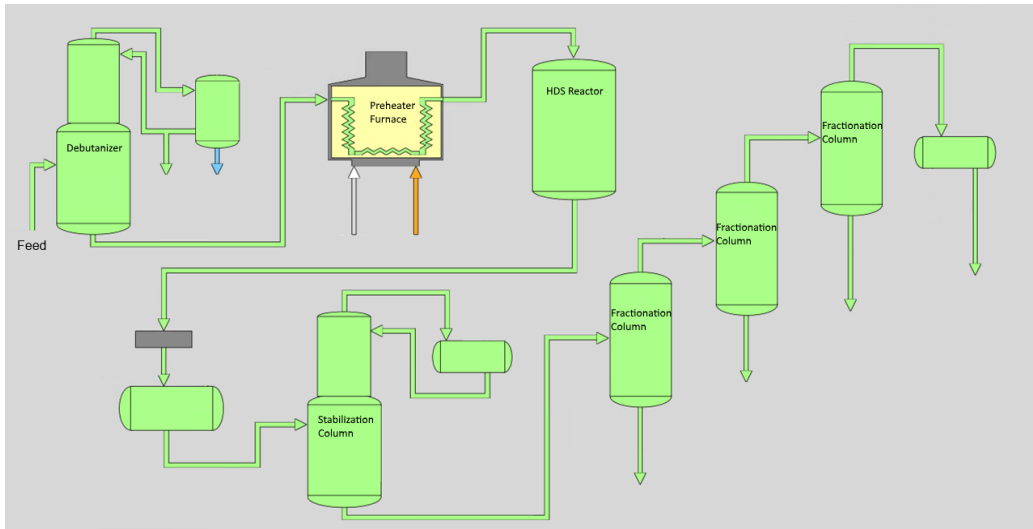 Debutanizer
Feed
Preheater
Furnace
HDS Reactor
Fractionation
Column
Fractionation
Column
Fractionation
Column
Stabilization
Column